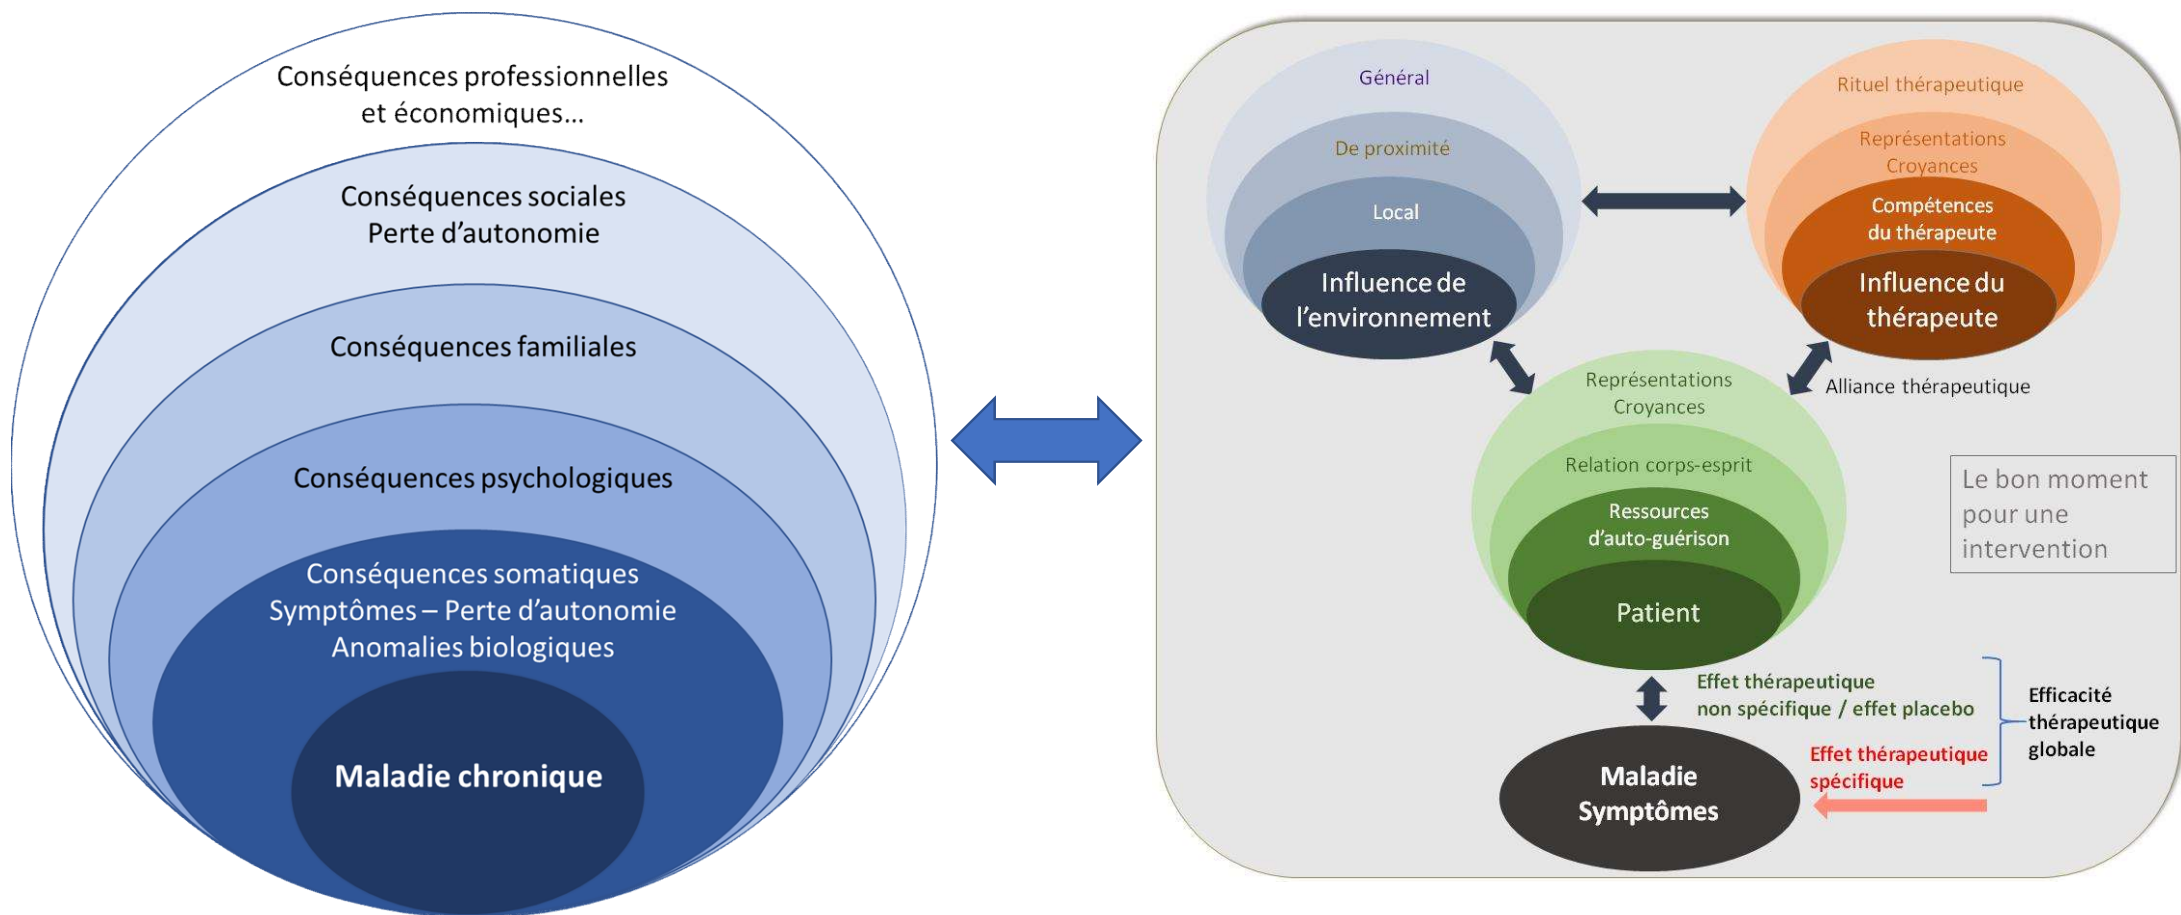 Conséquences professionnelles
et économiques...
Conséquences sociales
Perte d'autonomie
Conséquences familiales
Conséquences psychologiques
Conséquences somatiques
Symptômes – Perte d'autonomie
Anomalies biologiques
Maladie chronique
Général
De proximité
Local
Influence de
l'environnement
Rituel thérapeutique
Représentations
Croyances
Compétences
du thérapeute
Influence du
thérapeute
Alliance thérapeutique
Représentations
Croyances
Relation corps-esprit
Ressources
d'auto-guérison
Patient
Le bon moment
pour une
intervention
Effet thérapeutique
non spécifique / effet placebo
Efficacité
thérapeutique
globale
Effet thérapeutique
spécifique
Maladie
Symptômes